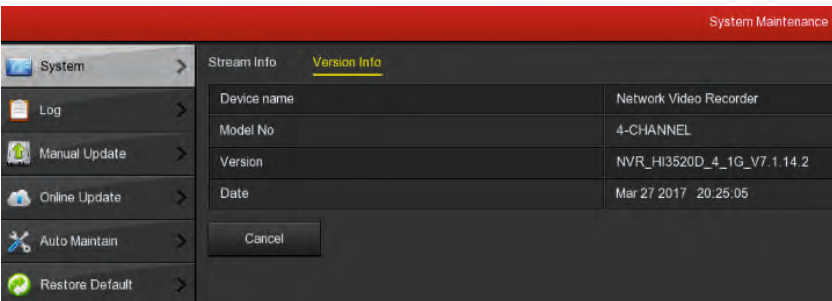 System Maintenance
System
Log
Manual Update
Online Update
Auto Maintain
Restore Default
Stream Info Version Info
Device name Network Video Recorder
Model No 4-CHANNEL
Version NVR_HI3520D_4_1G_V7.1.14.2
Date Mar 27 2017 20:25:05
Cancel